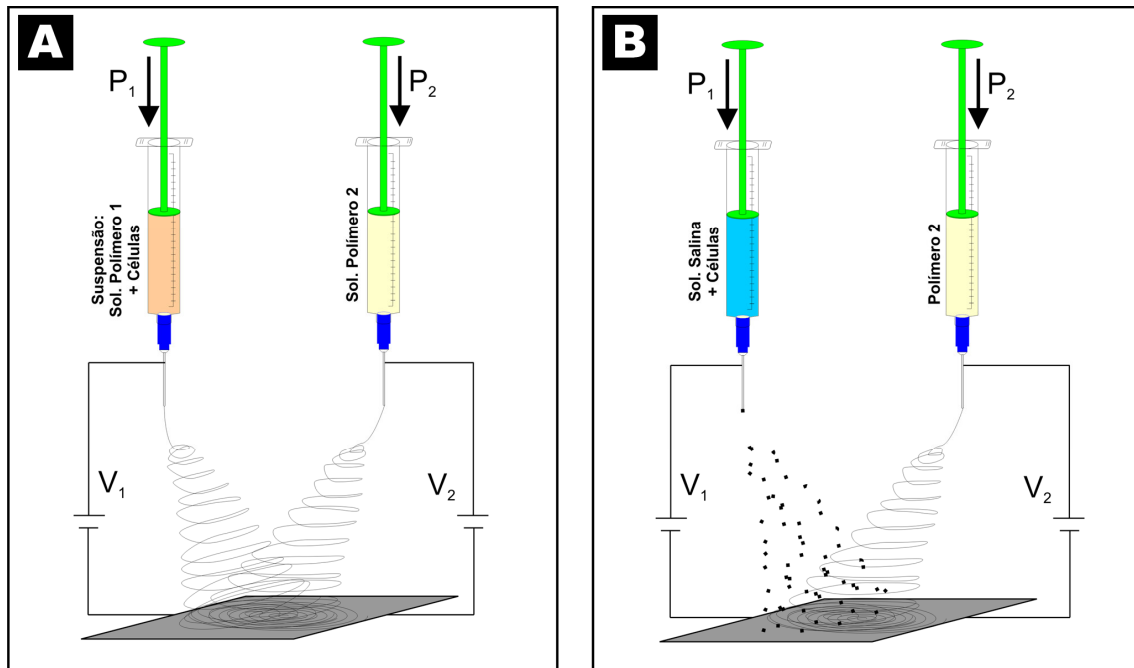 A
P1
P2
Suspensão:
Sol. Polímero 1
+ Células
Sol. Polímero 2
V1
V2
B
P1
P2
Sol. Salina
+ Células
Polímero 2
V1
V2